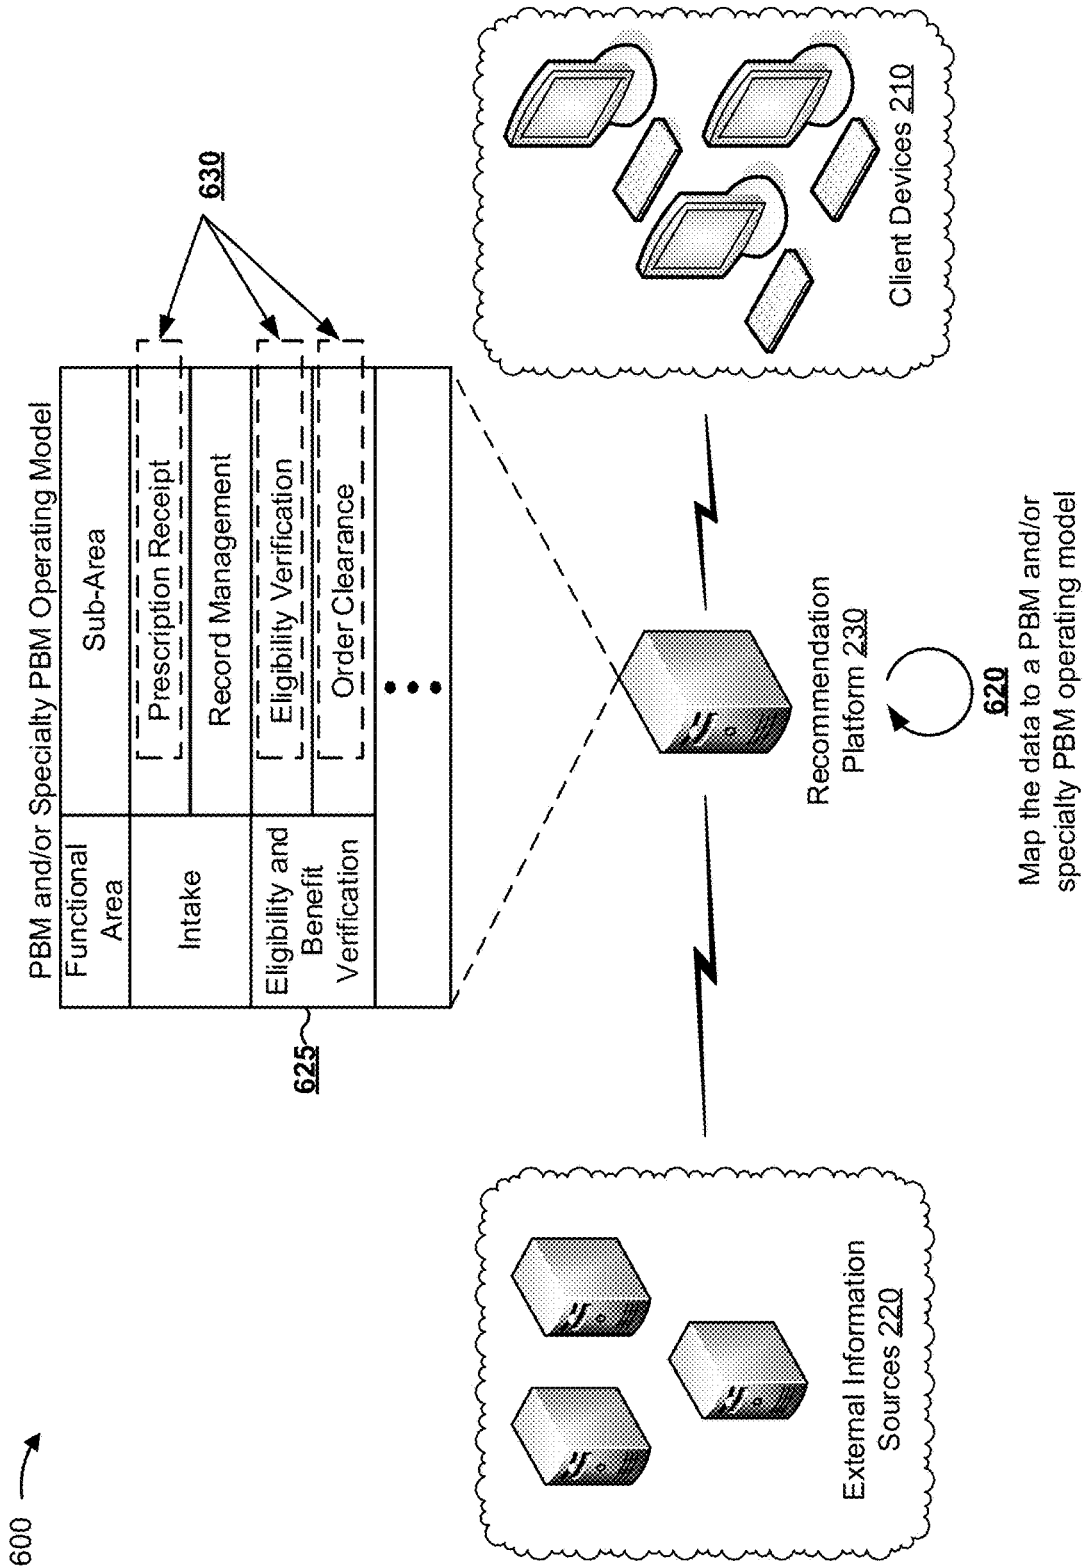 600
PBM and/or Specialty PBM Operating Model
Functional
Area
Sub-Area
Intake
Prescription Receipt
Record Management
Eligibility and
Benefit
Verification
Eligibility Verification
Order Clearance
625
630
External Information
Sources 220
Recommendation
Platform 230
Client Devices 210
620
Map the data to a PBM and/or
specialty PBM operating model